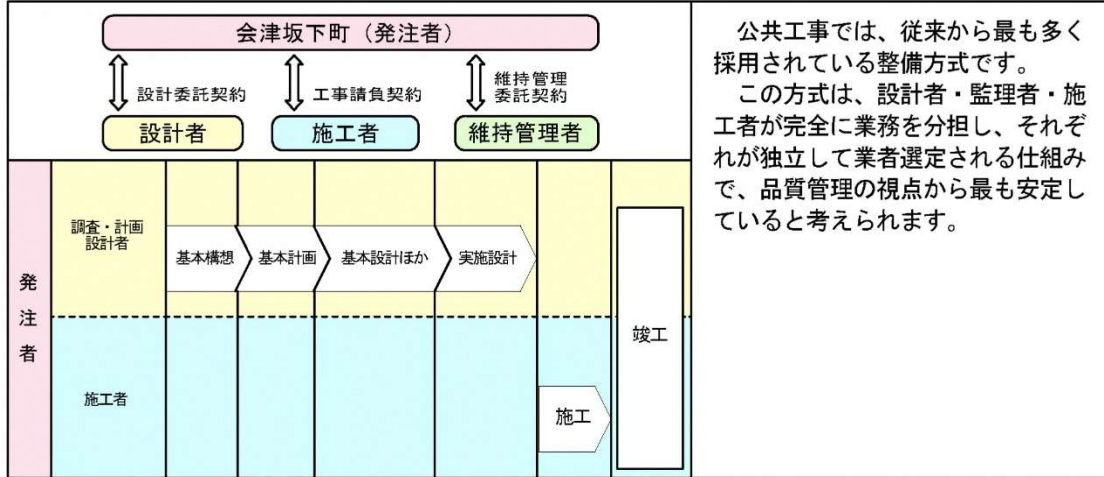 会津坂下町（発注者）
設計委託契約
工事請負契約
維持管理
委託契約
設計者
施工者
維持管理者
発注者
調査・計画
設計者
基本構想
基本計画
基本設計ほか
実施設計
竣工
施工者
施工
公共工事では、従来から最も多く
採用されている整備方式です。
この方式は、設計者・監理者・施
工者が完全に業務を分担し、それぞ
れが独立して業者選定される仕組み
で、品質管理の視点から最も安定し
ていると考えられます。